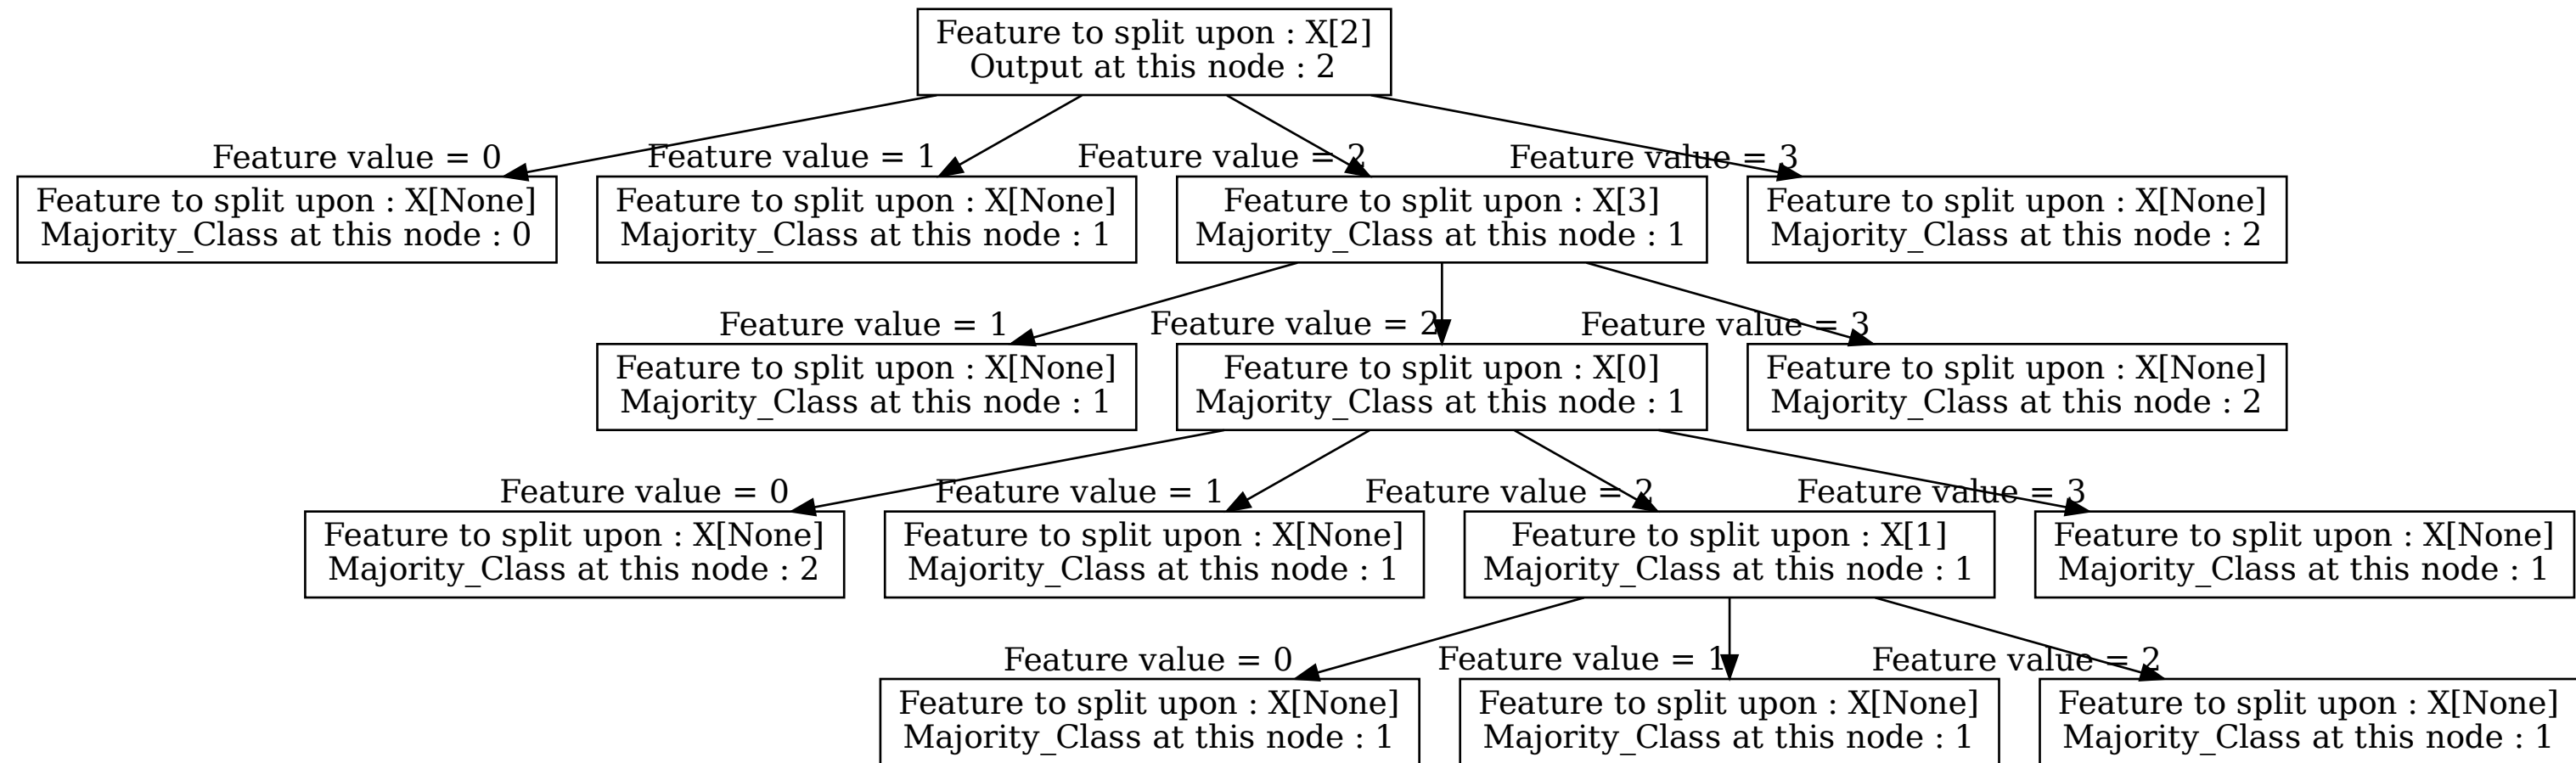 Feature to split upon : X[2]
Output at this node : 2
Feature value = 0
Feature value = 1
Feature value = 2
Feature value = 3
Feature to split upon : X[None]
Majority_Class at this node : 0
Feature to split upon : X[None]
Majority_Class at this node : 1
Feature to split upon : X[3]
Majority_Class at this node : 1
Feature to split upon : X[None]
Majority_Class at this node : 2
Feature value = 1
Feature value = 2
Feature value = 3
Feature to split upon : X[None]
Majority_Class at this node : 1
Feature to split upon : X[0]
Majority_Class at this node : 1
Feature to split upon : X[None]
Majority_Class at this node : 2
Feature value = 0
Feature value = 1
Feature value = 2
Feature value = 3
Feature to split upon : X[None]
Majority_Class at this node : 2
Feature to split upon : X[None]
Majority_Class at this node : 1
Feature to split upon : X[1]
Majority_Class at this node : 1
Feature to split upon : X[None]
Majority_Class at this node : 1
Feature value = 0
Feature value = 1
Feature value = 2
Feature to split upon : X[None]
Majority_Class at this node : 1
Feature to split upon : X[None]
Majority_Class at this node : 1
Feature to split upon : X[None]
Majority_Class at this node : 1